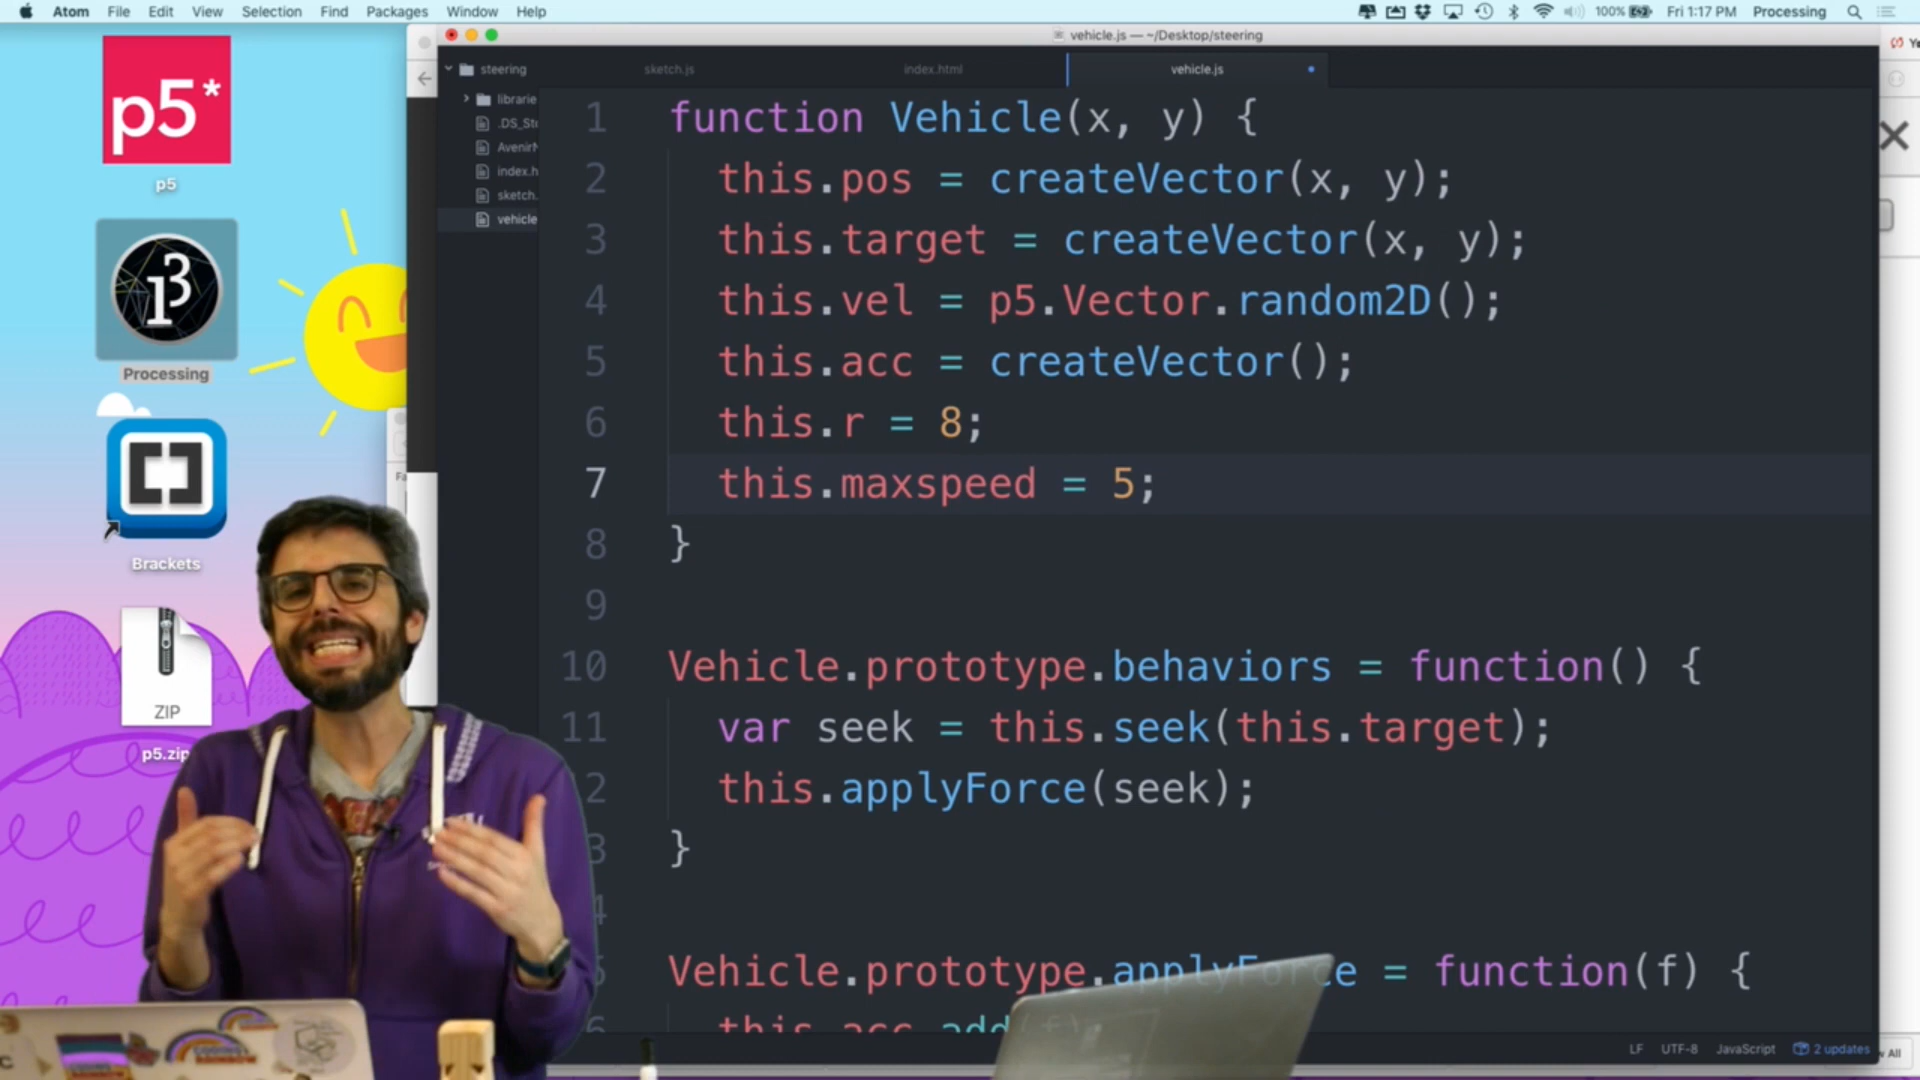 Atom File Edit View Selection Find Packages Window Help
100% Fri 1:17 PM Processing
vehicle.js — ~/Desktop/steering
steering
sketch.js
index.html
vehicle.js
librarie
.DS_Sto
AvenirN
index.h
sketch.
vehicle
p5*
p5
Processing
Brackets
ZIP
p5.zip
1 function Vehicle(x, y) {
2 this.pos = createVector(x, y);
3 this.target = createVector(x, y);
4 this.vel = p5.Vector.random2D();
5 this.acc = createVector();
6 this.r = 8;
7 this.maxspeed = 5;
8 }
9
10 Vehicle.prototype.behaviors = function() {
11 var seek = this.seek(this.target);
2 this.applyForce(seek);
3 }
4
Vehicle.prototype.applyForce = function(f) {
6 this.acc.add(f)
LF UTF-8 JavaScript 2 updates